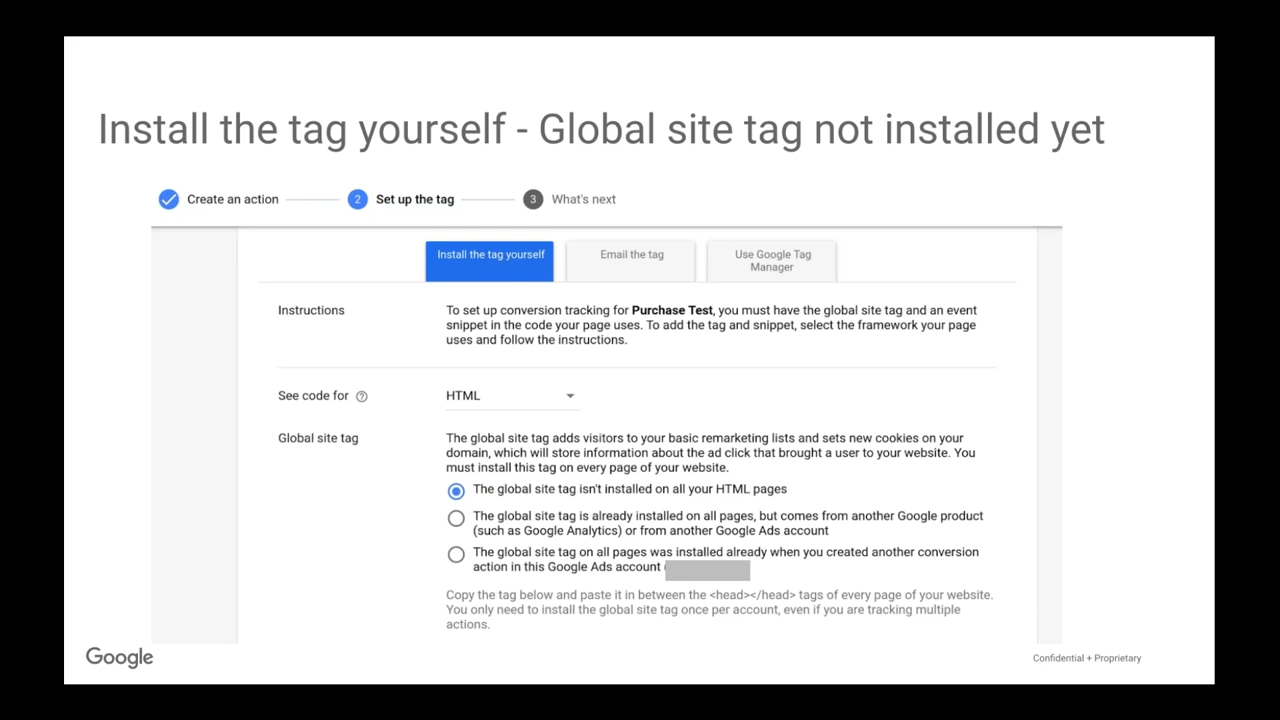 Install the tag yourself - Global site tag not installed yet
Create an action
2 Set up the tag
3 What's next
Install the tag yourself
Email the tag
Use Google Tag
Manager
Instructions
To set up conversion tracking for Purchase Test, you must have the global site tag and an event
snippet in the code your page uses. To add the tag and snippet, select the framework your page
uses and follow the instructions.
See code for ?
HTML
Global site tag
The global site tag adds visitors to your basic remarketing lists and sets new cookies on your
domain, which will store information about the ad click that brought a user to your website. You
must install this tag on every page of your website.
The global site tag isn't installed on all your HTML pages
The global site tag is already installed on all pages, but comes from another Google product
(such as Google Analytics) or from another Google Ads account
The global site tag on all pages was installed already when you created another conversion
action in this Google Ads account (
Copy the tag below and paste it in between the <head></head> tags of every page of your website.
You only need to install the global site tag once per account, even if you are tracking multiple
actions.
Google
Confidential + Proprietary